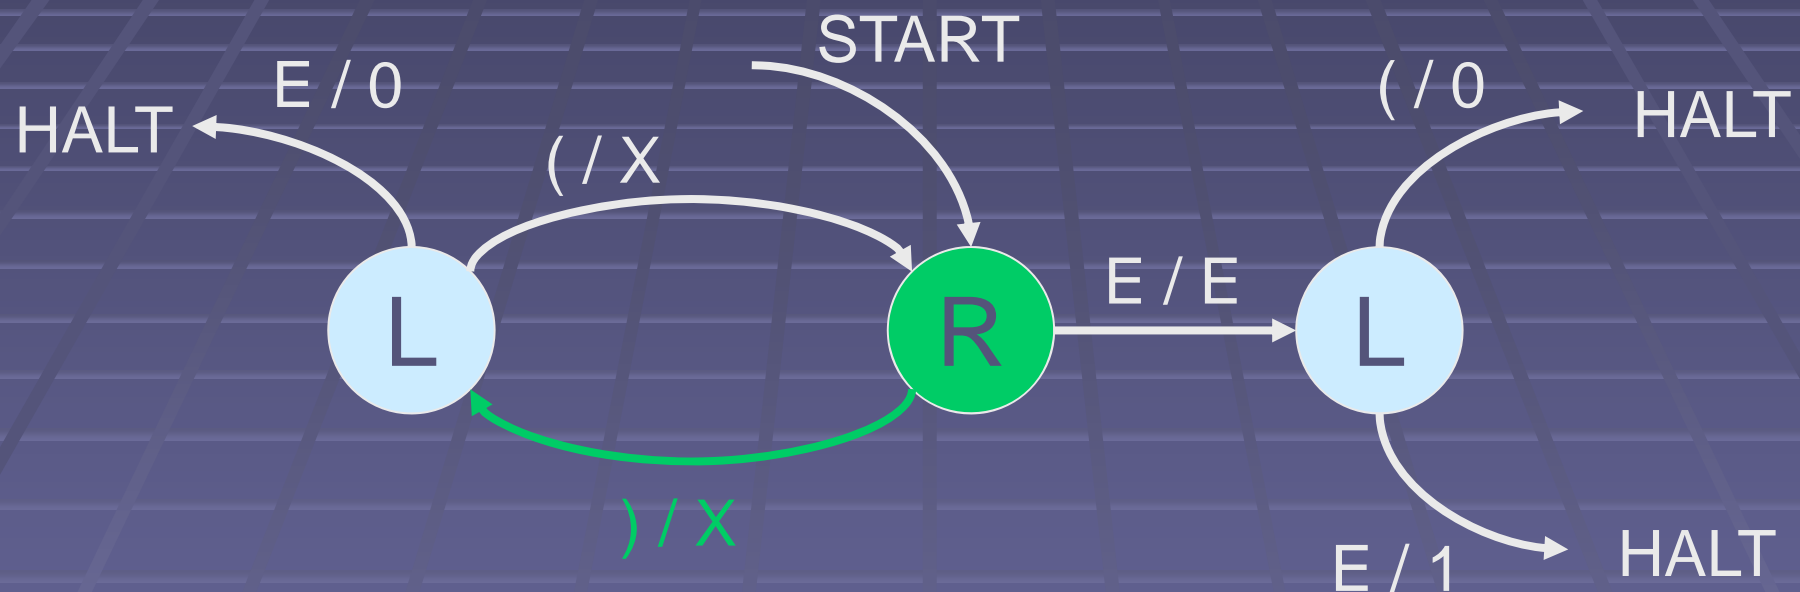 START
E / 0
( / 0
HALT
HALT
( / X
E / E
L
R
L
) / X
HALT
E / 1